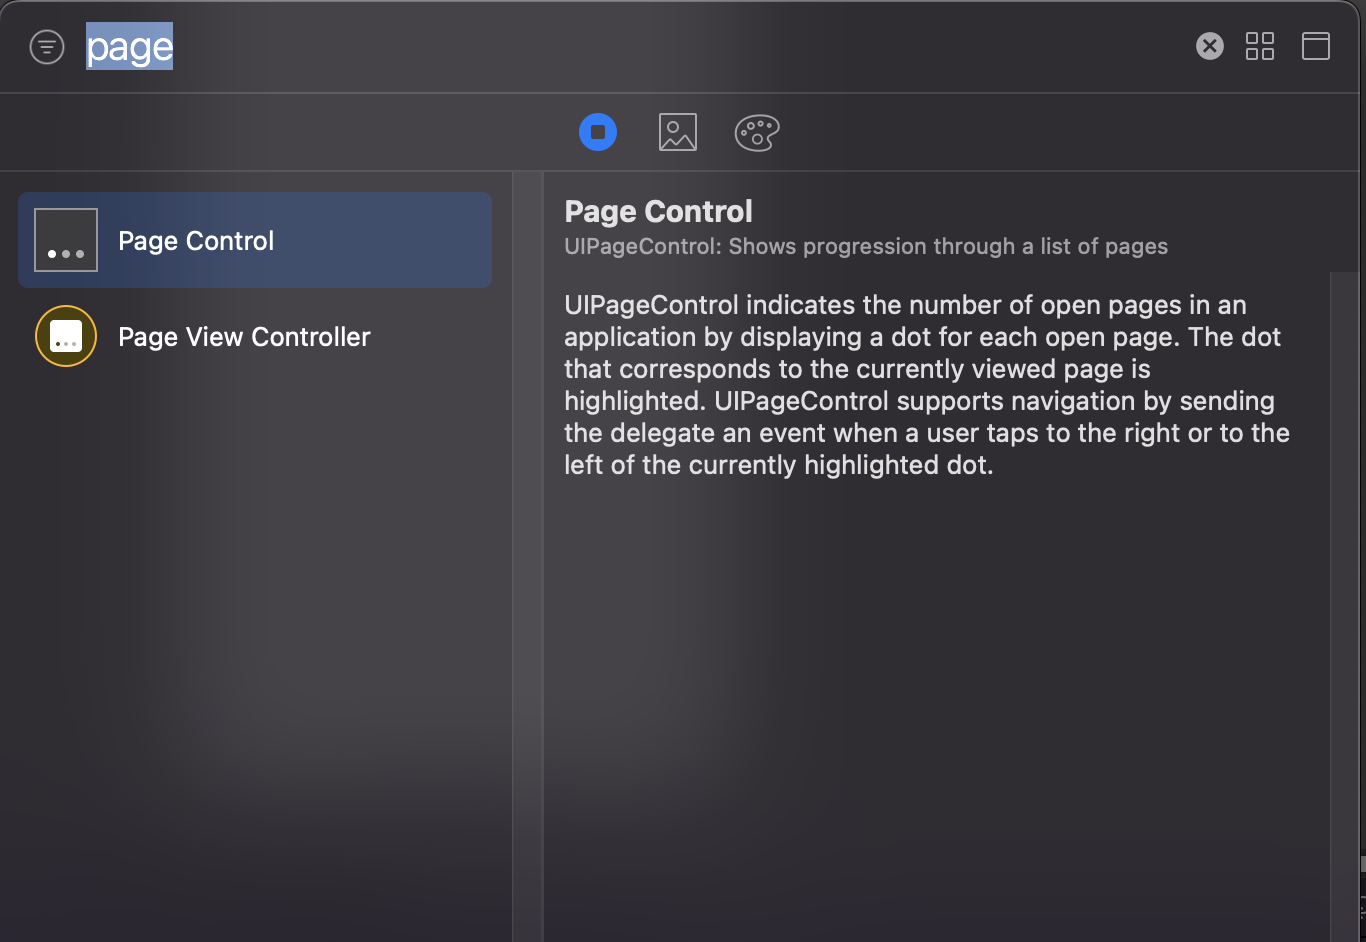 page
Page Control
Page View Controller
Page Control
UIPageControl: Shows progression through a list of pages
UIPageControl indicates the number of open pages in an
application by displaying a dot for each open page. The dot
that corresponds to the currently viewed page is
highlighted. UIPageControl supports navigation by sending
the delegate an event when a user taps to the right or to the
left of the currently highlighted dot.